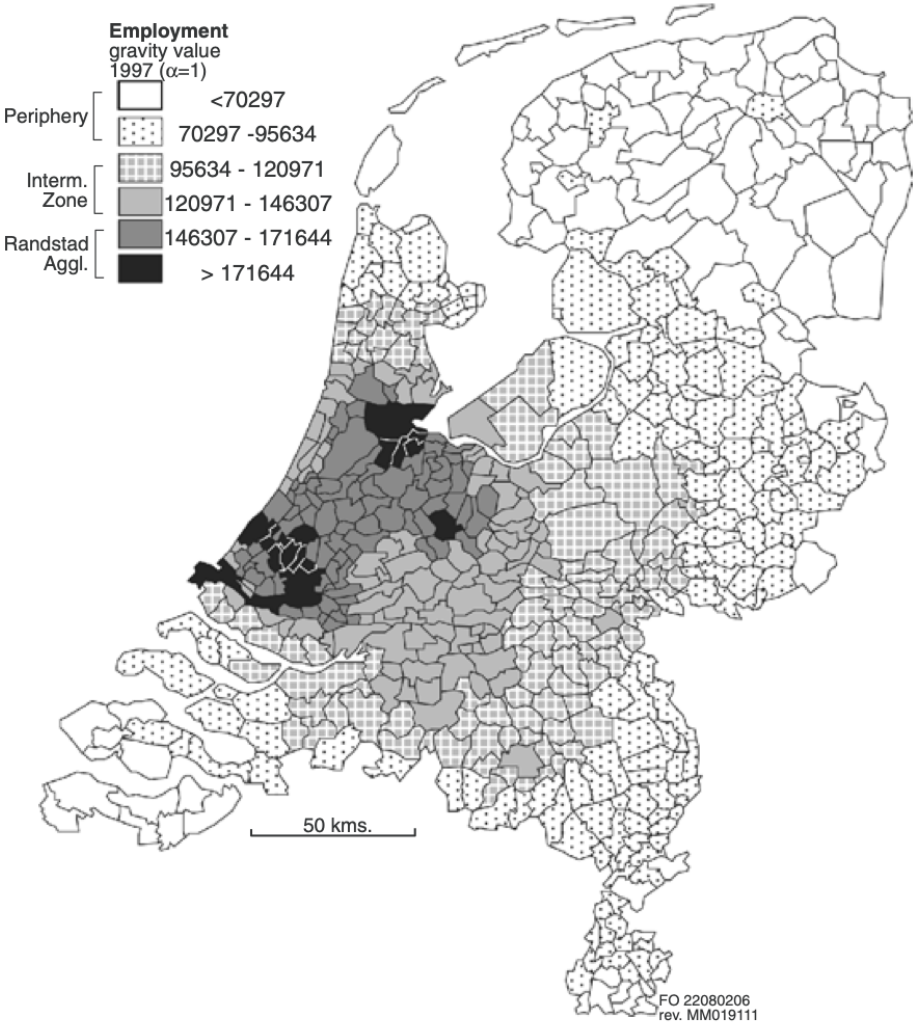 Employment
gravity value
1997 (α=1)
Periphery
<70297
70297 -95634
Interm.
Zone
95634 - 120971
120971 - 146307
Randstad
Aggl.
146307 - 171644
> 171644
50 kms.
FO 22080206
rev. MM019111